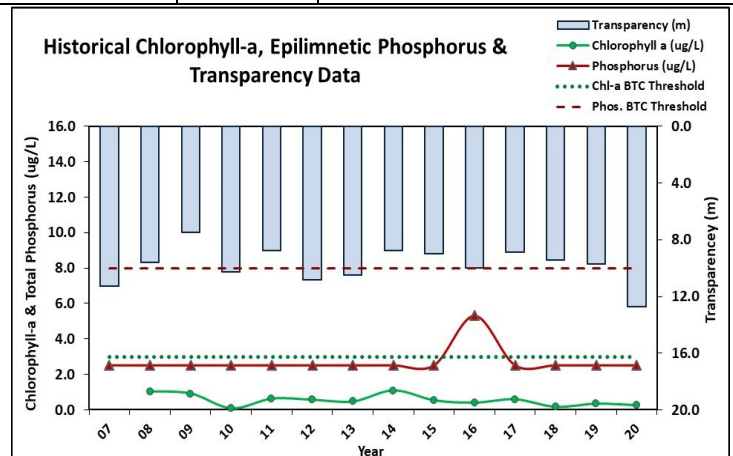 Historical Chlorophyll-a, Epilimnetic Phosphorus &
Transparency Data
Transparency (m)
Chlorophyll a (ug/L)
Phosphorus (ug/L)
Chl-a BTC Threshold
Phos. BTC Threshold
Chlorophyll-a & Total Phosphorus (ug/L)
16.0
14.0
12.0
10.0
8.0
6.0
4.0
2.0
0.0
0.0
4.0
8.0
12.0
16.0
20.0
Transparencey (m)
07 08 09 10 11 12 13 14 15 16 17 18 19 20
Year